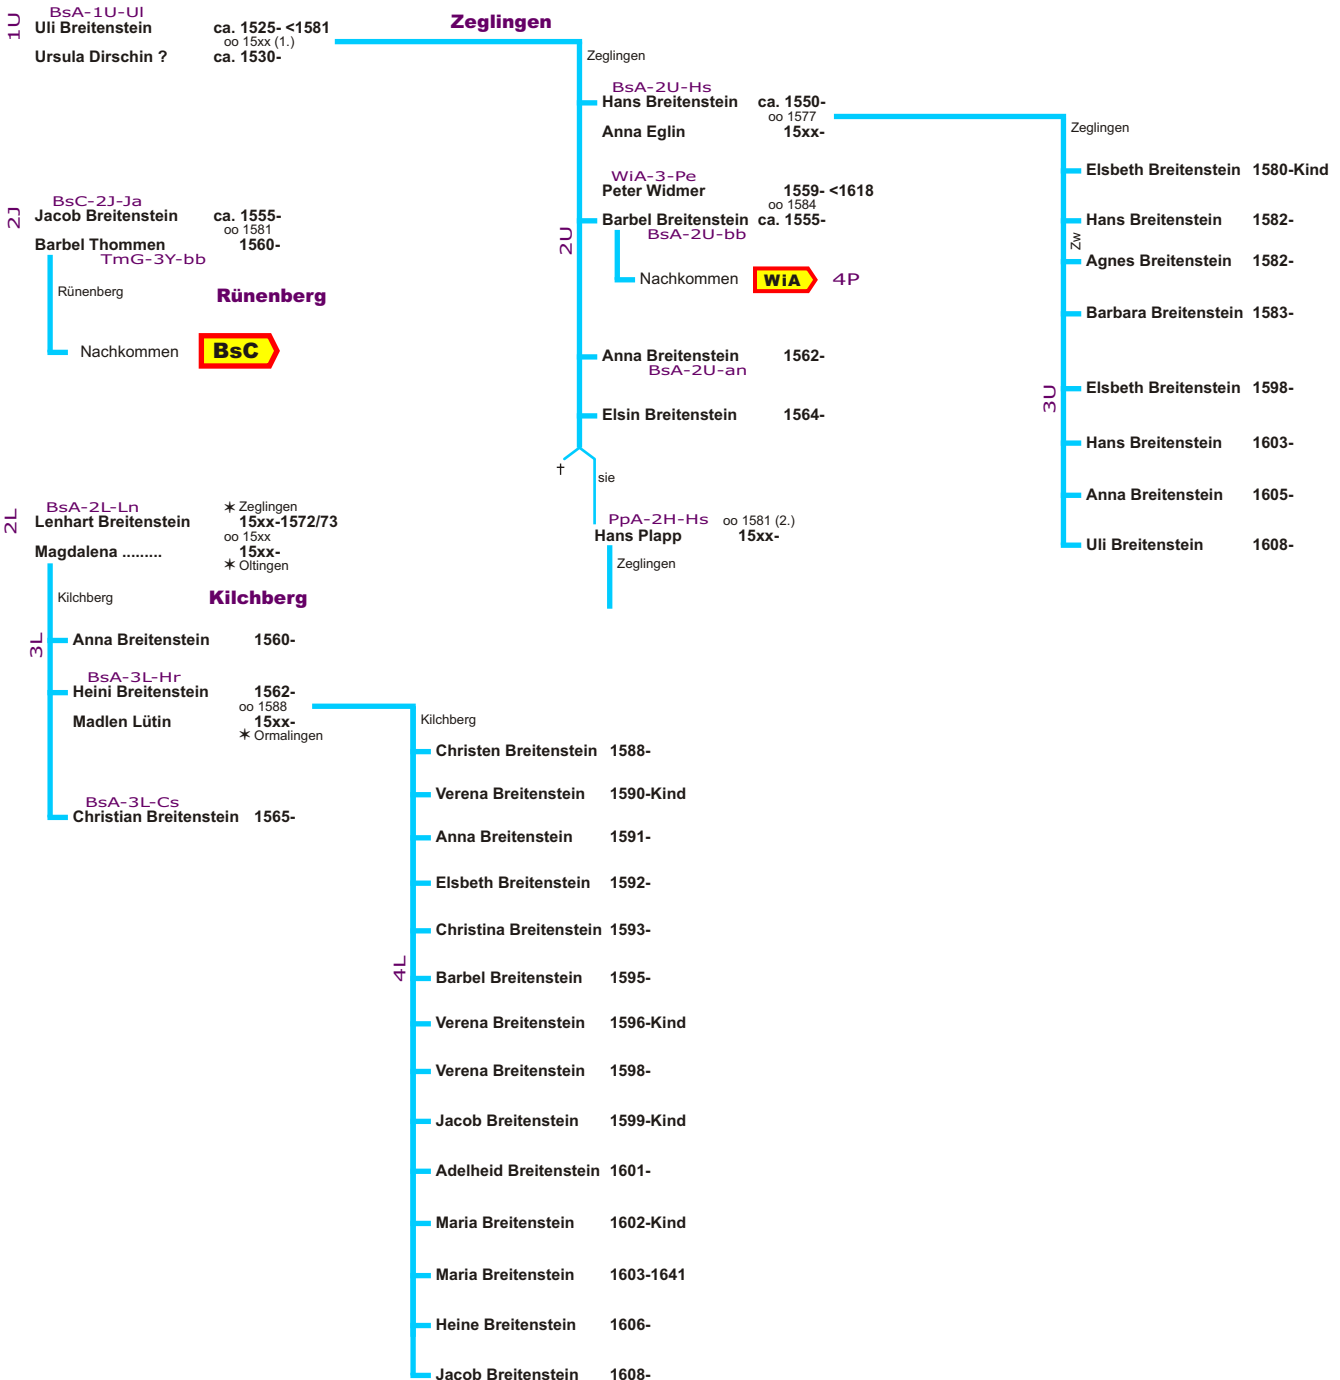 1U
BsA-1U-Ul
Uli Breitenstein ca. 1525- <1581
oo 15xx (1.)
Ursula Dirschin ? ca. 1530-
Zeglingen
Zeglingen
2U
BsA-2U-Hs
Hans Breitenstein ca. 1550-
oo 1577
Anna Eglin 15xx-
WiA-3-Pe
Peter Widmer 1559- <1618
oo 1584
Barbel Breitenstein ca. 1555-
BsA-2U-bb
Nachkommen WiA 4P
Anna Breitenstein 1562-
BsA-2U-an
Elsin Breitenstein 1564-
†
sie
PpA-2H-Hs oo 1581 (2.)
Hans Plapp 15xx-
Zeglingen
Zeglingen
3U
Elsbeth Breitenstein 1580-Kind
Hans Breitenstein 1582-
Zw
Agnes Breitenstein 1582-
Barbara Breitenstein 1583-
Elsbeth Breitenstein 1598-
Hans Breitenstein 1603-
Anna Breitenstein 1605-
Uli Breitenstein 1608-
2J
BsC-2J-Ja
Jacob Breitenstein ca. 1555-
oo 1581
Barbel Thommen 1560-
TmG-3Y-bb
Rünenberg
Rünenberg
Nachkommen BsC
2L
BsA-2L-Ln
✶ Zeglingen
Lenhart Breitenstein 15xx-1572/73
oo 15xx
Magdalena ......... 15xx-
✶ Oltingen
Kilchberg
Kilchberg
3L
Anna Breitenstein 1560-
BsA-3L-Hr
Heini Breitenstein 1562-
oo 1588
Madlen Lütin 15xx-
✶ Ormalingen
BsA-3L-Cs
Christian Breitenstein 1565-
Kilchberg
4L
Christen Breitenstein 1588-
Verena Breitenstein 1590-Kind
Anna Breitenstein 1591-
Elsbeth Breitenstein 1592-
Christina Breitenstein 1593-
Barbel Breitenstein 1595-
Verena Breitenstein 1596-Kind
Verena Breitenstein 1598-
Jacob Breitenstein 1599-Kind
Adelheid Breitenstein 1601-
Maria Breitenstein 1602-Kind
Maria Breitenstein 1603-1641
Heine Breitenstein 1606-
Jacob Breitenstein 1608-